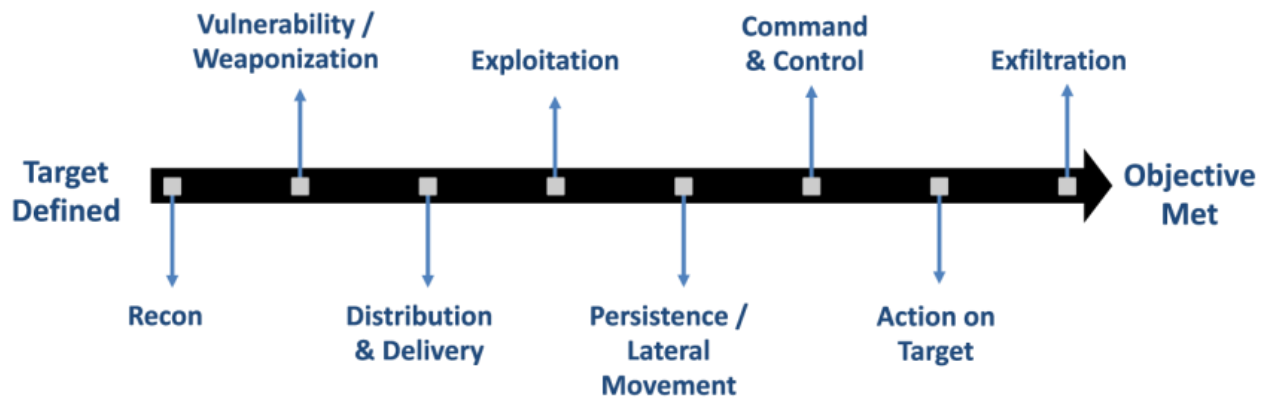 Target
Defined
Recon
Vulnerability /
Weaponization
Distribution
& Delivery
Exploitation
Persistence /
Lateral
Movement
Command
& Control
Action on
Target
Exfiltration
Objective
Met